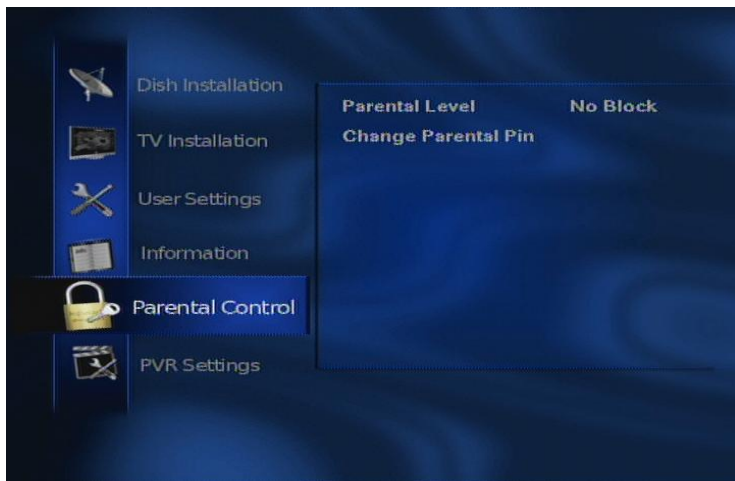 Dish Installation
TV Installation
User Settings
Information
Parental Control
PVR Settings
Parental Level No Block
Change Parental Pin